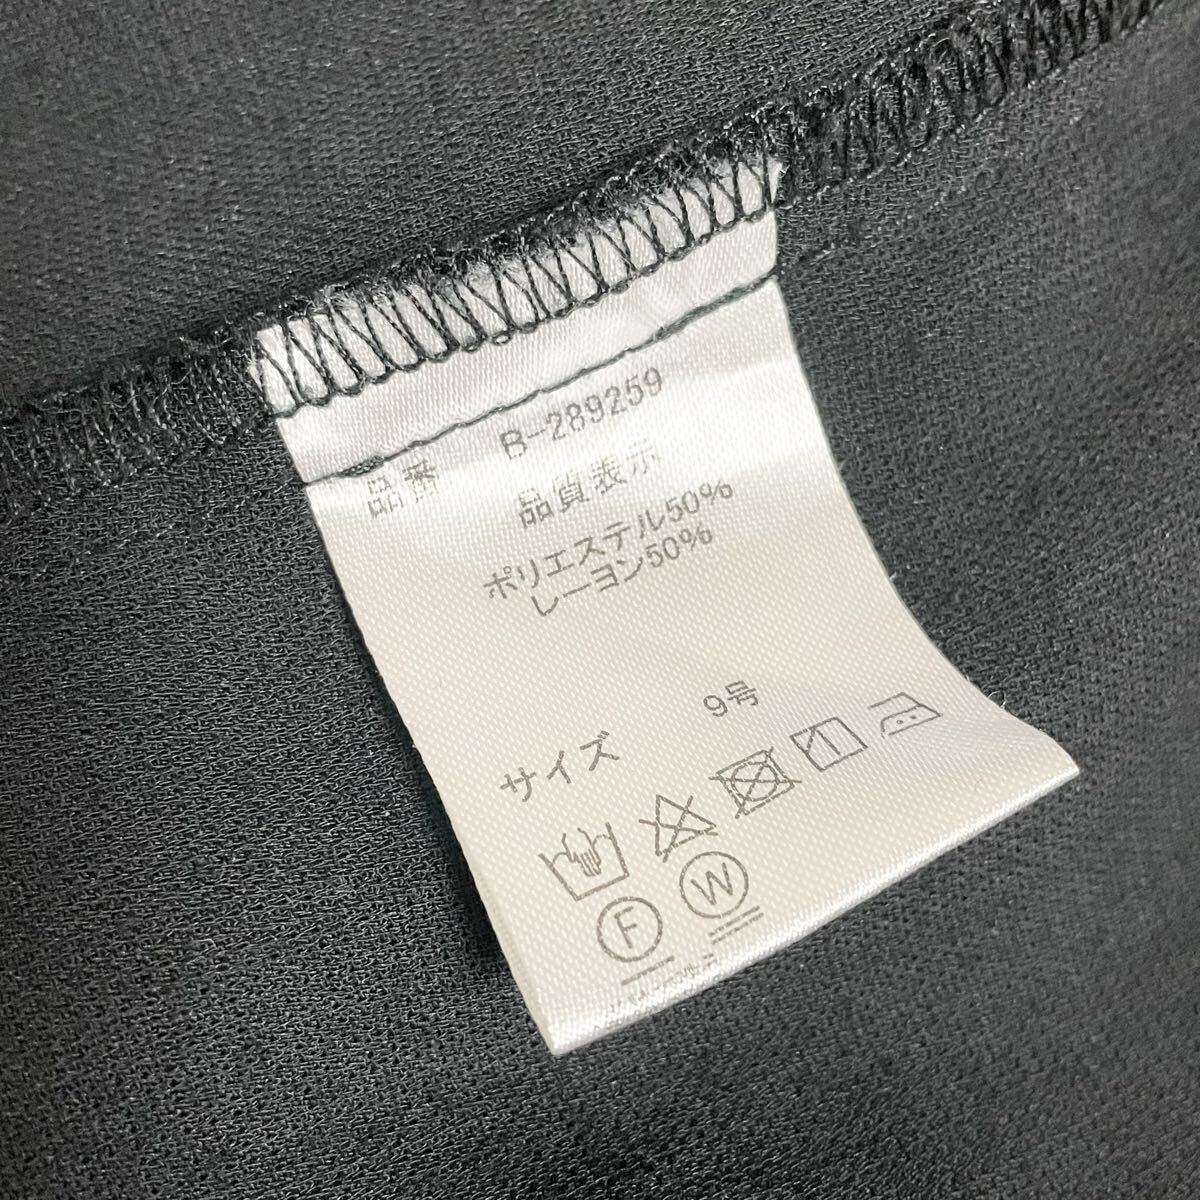 品番 B-289259
品質表示
ポリエステル50%
レーヨン50%
サイズ 9号
F W